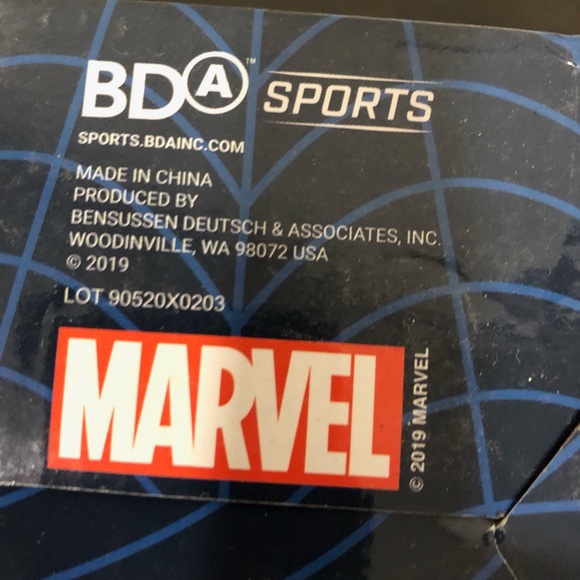 BDA™ SPORTS
SPORTS.BDAINC.COM
MADE IN CHINA
PRODUCED BY
BENSUSSEN DEUTSCH & ASSOCIATES, INC.
WOODINVILLE, WA 98072 USA
© 2019
LOT 90520X0203
MARVEL
© 2019 MARVEL